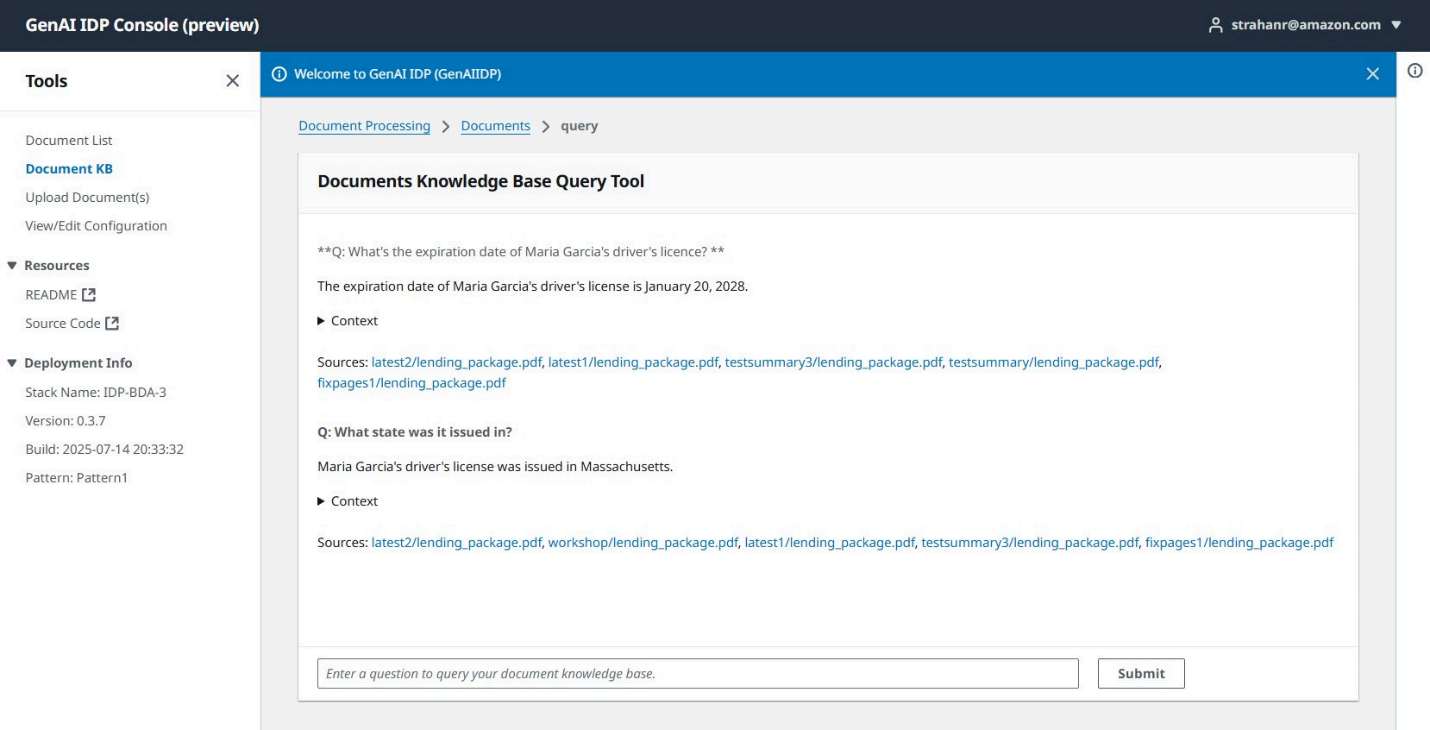 GenAI IDP Console (preview)
strahanr@amazon.com
Tools
Document List
Document KB
Upload Document(s)
View/Edit Configuration
Resources
README
Source Code
Deployment Info
Stack Name: IDP-BDA-3
Version: 0.3.7
Build: 2025-07-14 20:33:32
Pattern: Pattern1
Welcome to GenAI IDP (GenAIIDP)
Document Processing > Documents > query
Documents Knowledge Base Query Tool
**Q: What's the expiration date of Maria Garcia's driver's licence? **
The expiration date of Maria Garcia's driver's license is January 20, 2028.
Context
Sources: latest2/lending_package.pdf, latest1/lending_package.pdf, testsummary3/lending_package.pdf, testsummary/lending_package.pdf,
fixpages1/lending_package.pdf
Q: What state was it issued in?
Maria Garcia's driver's license was issued in Massachusetts.
Context
Sources: latest2/lending_package.pdf, workshop/lending_package.pdf, latest1/lending_package.pdf, testsummary3/lending_package.pdf, fixpages1/lending_package.pdf
Enter a question to query your document knowledge base.
Submit